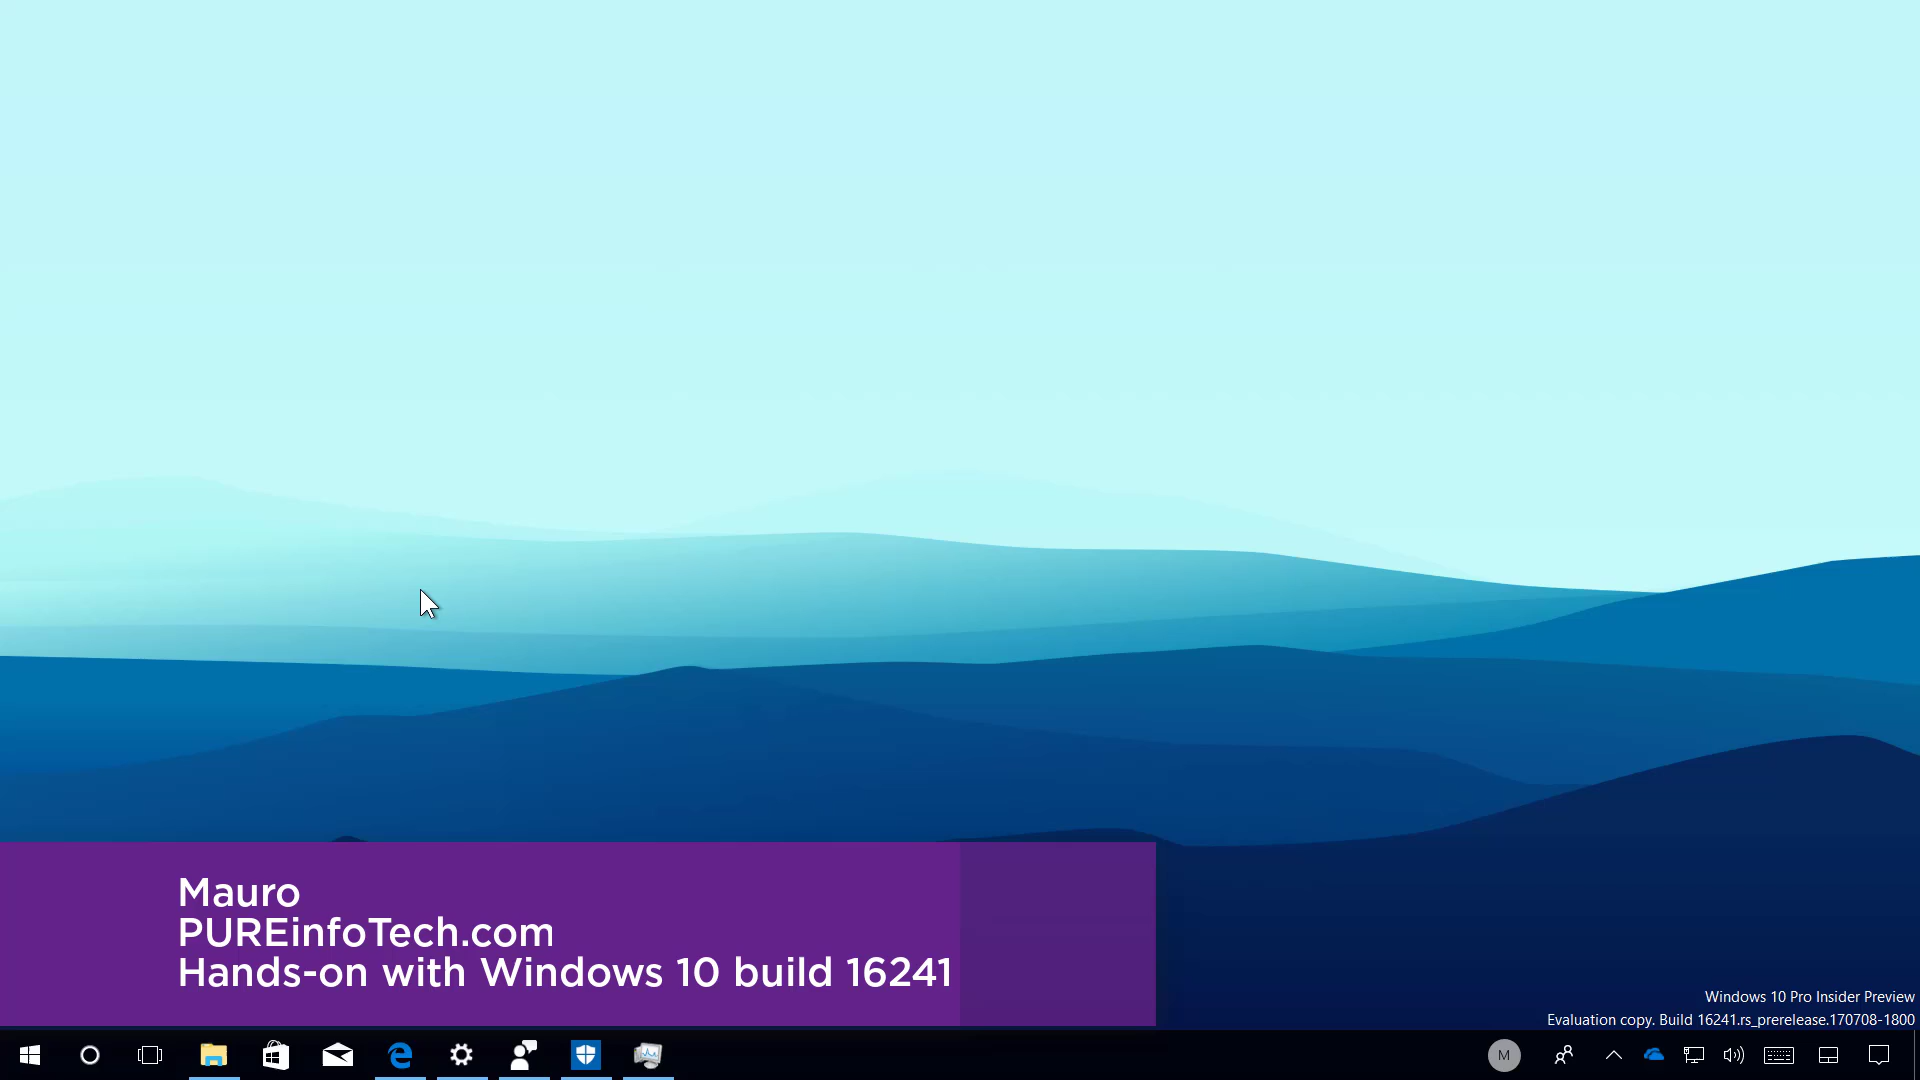 Mauro
PUREinfoTech.com
Hands-on with Windows 10 build 16241
Windows 10 Pro Insider Preview
Evaluation copy. Build 16241.rs_prerelease.170708-1800
M